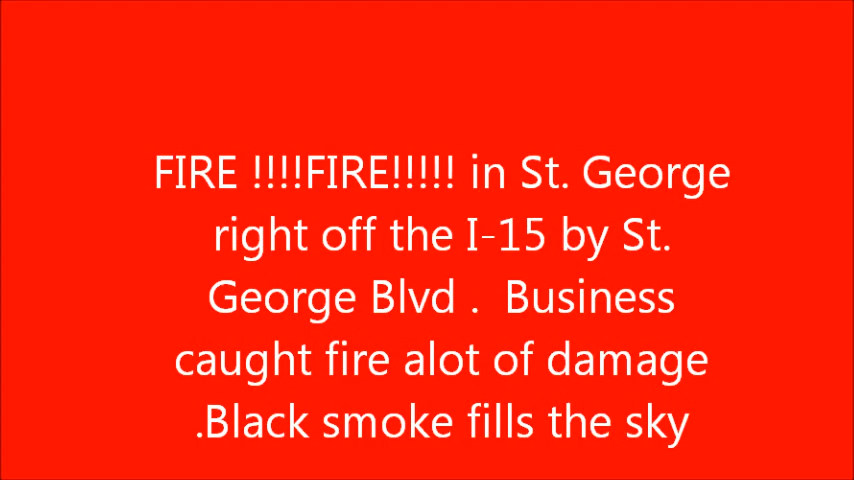 FIRE !!!!FIRE!!!!! in St. George
right off the I-15 by St.
George Blvd .  Business
caught fire alot of damage
.Black smoke fills the sky